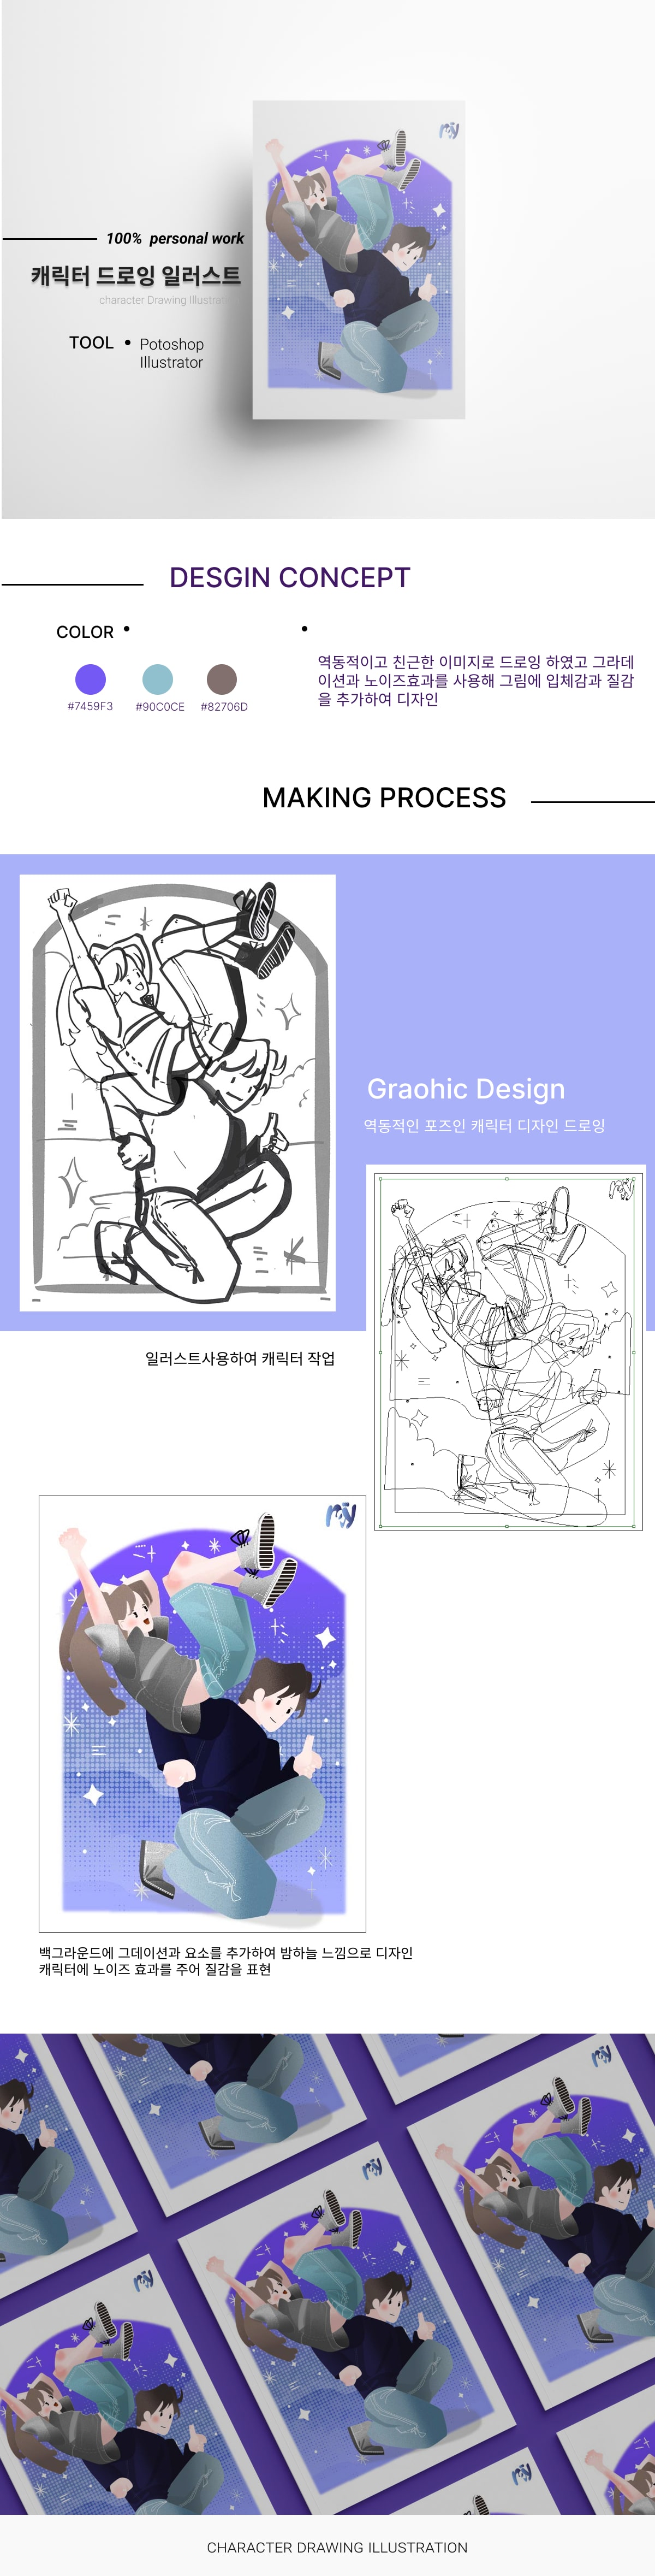 100% personal work
캐릭터 드로잉 일러스트
character Drawing Illustrat
TOOL • Potoshop
Illustrator
DESGIN CONCEPT
COLOR •
#7459F3
#90C0CE
#82706D
•
역동적이고 친근한 이미지로 드로잉 하였고 그라데
이션과 노이즈효과를 사용해 그림에 입체감과 질감
을 추가하여 디자인
MAKING PROCESS
Graohic Design
역동적인 포즈인 캐릭터 디자인 드로잉
일러스트사용하여 캐릭터 작업
백그라운드에 그데이션과 요소를 추가하여 밤하늘 느낌으로 디자인
캐릭터에 노이즈 효과를 주어 질감을 표현
CHARACTER DRAWING ILLUSTRATION